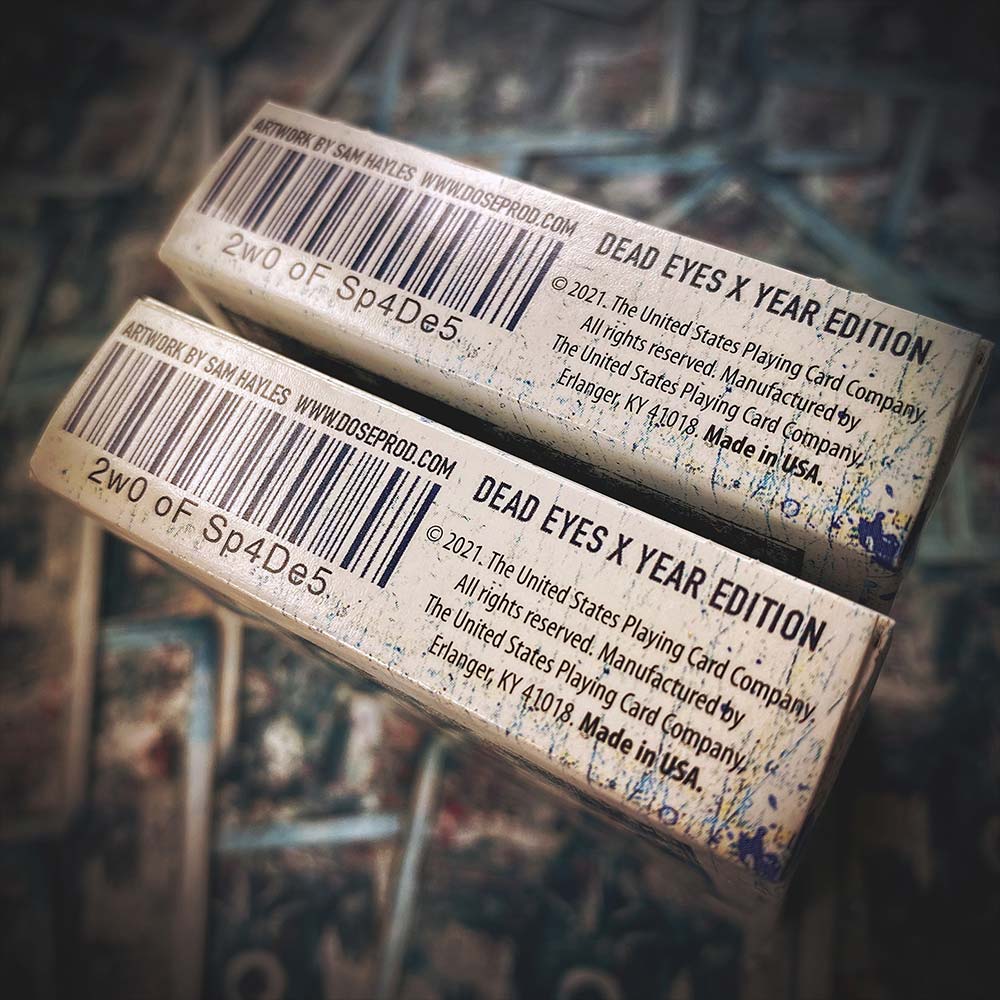 ARTWORK BY SAM HAYLES WWW.DOSEPROD.COM
2w0 oF Sp4De5
DEAD EYES X YEAR EDITION
© 2021. The United States Playing Card Company.
All rights reserved. Manufactured by
The United States Playing Card Company,
Erlanger, KY 41018. Made in USA.
ARTWORK BY SAM HAYLES WWW.DOSEPROD.COM
2w0 oF Sp4De5
DEAD EYES X YEAR EDITION
© 2021. The United States Playing Card Company.
All rights reserved. Manufactured by
The United States Playing Card Company,
Erlanger, KY 41018. Made in USA.